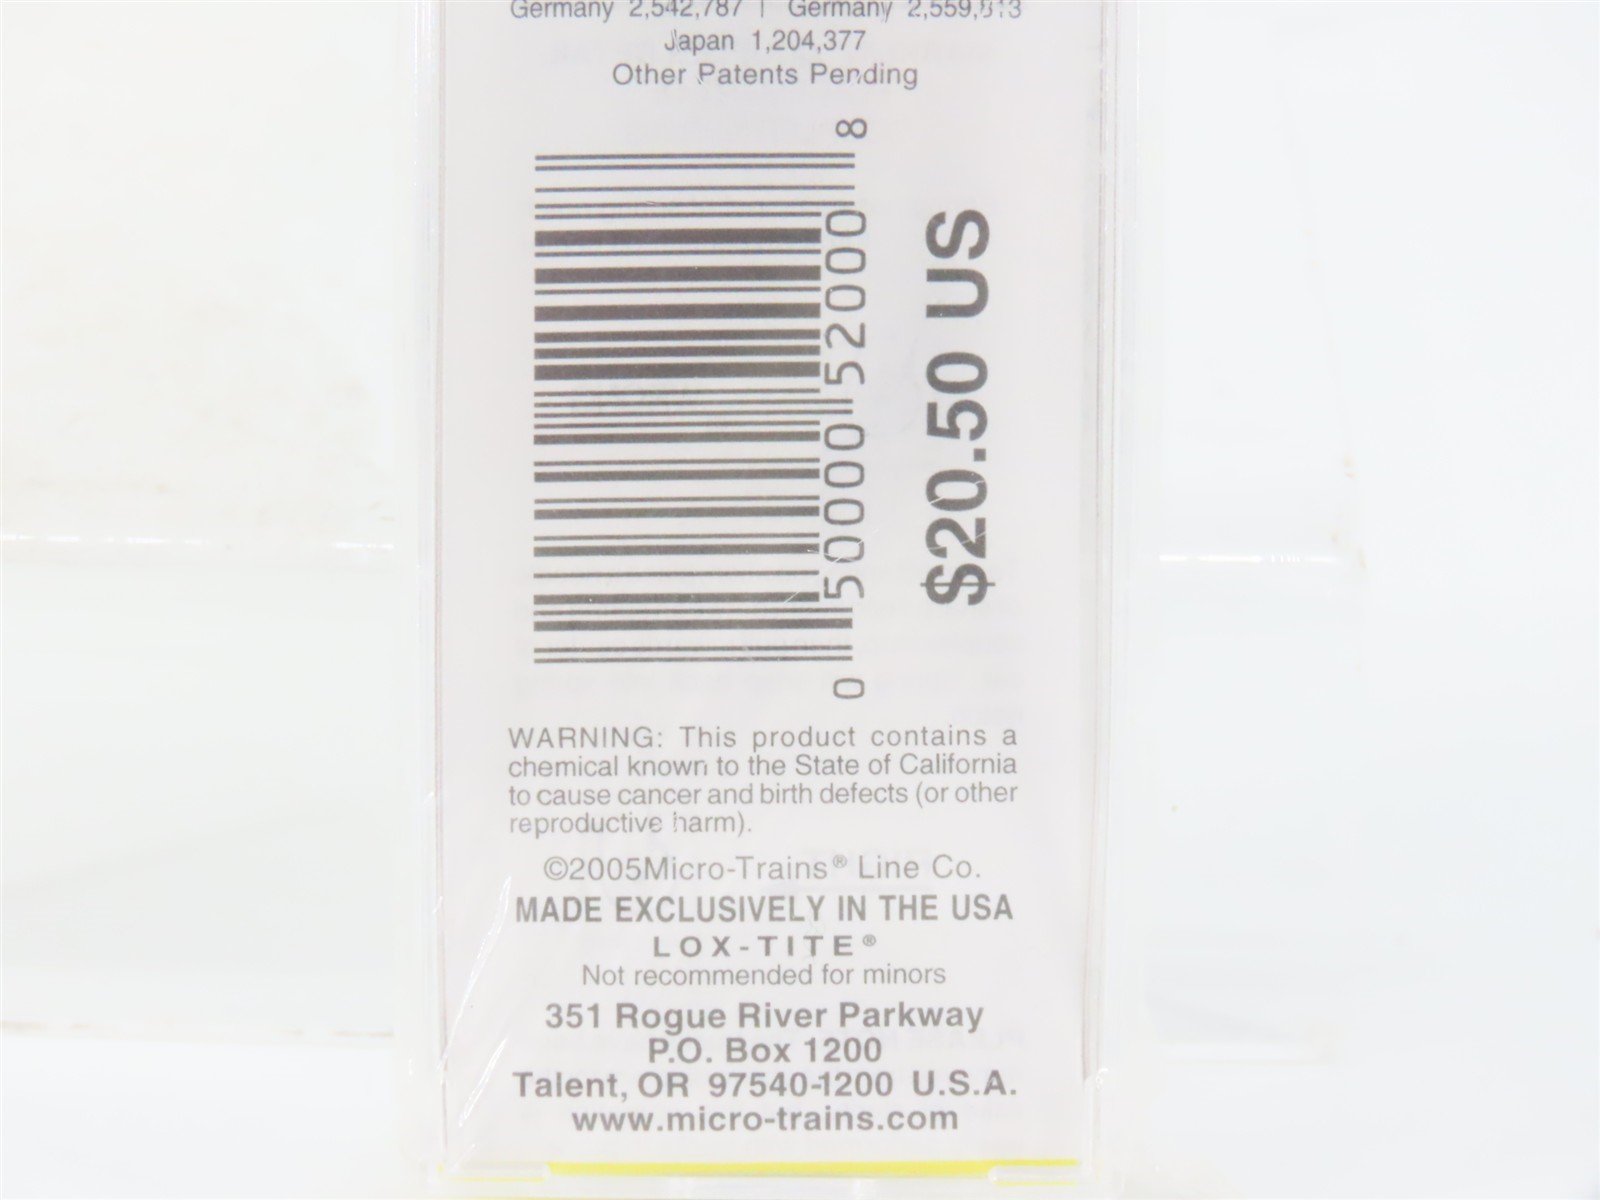 Germany 2,542,787 | Germany 2,559,513
Japan 1,204,377
Other Patents Pending
0 50000 52000 8
$20.50 US
WARNING: This product contains a
chemical known to the State of California
to cause cancer and birth defects (or other
reproductive harm).
©2005Micro-Trains® Line Co.
MADE EXCLUSIVELY IN THE USA
LOX-TITE®
Not recommended for minors
351 Rogue River Parkway
P.O. Box 1200
Talent, OR 97540-1200 U.S.A.
www.micro-trains.com